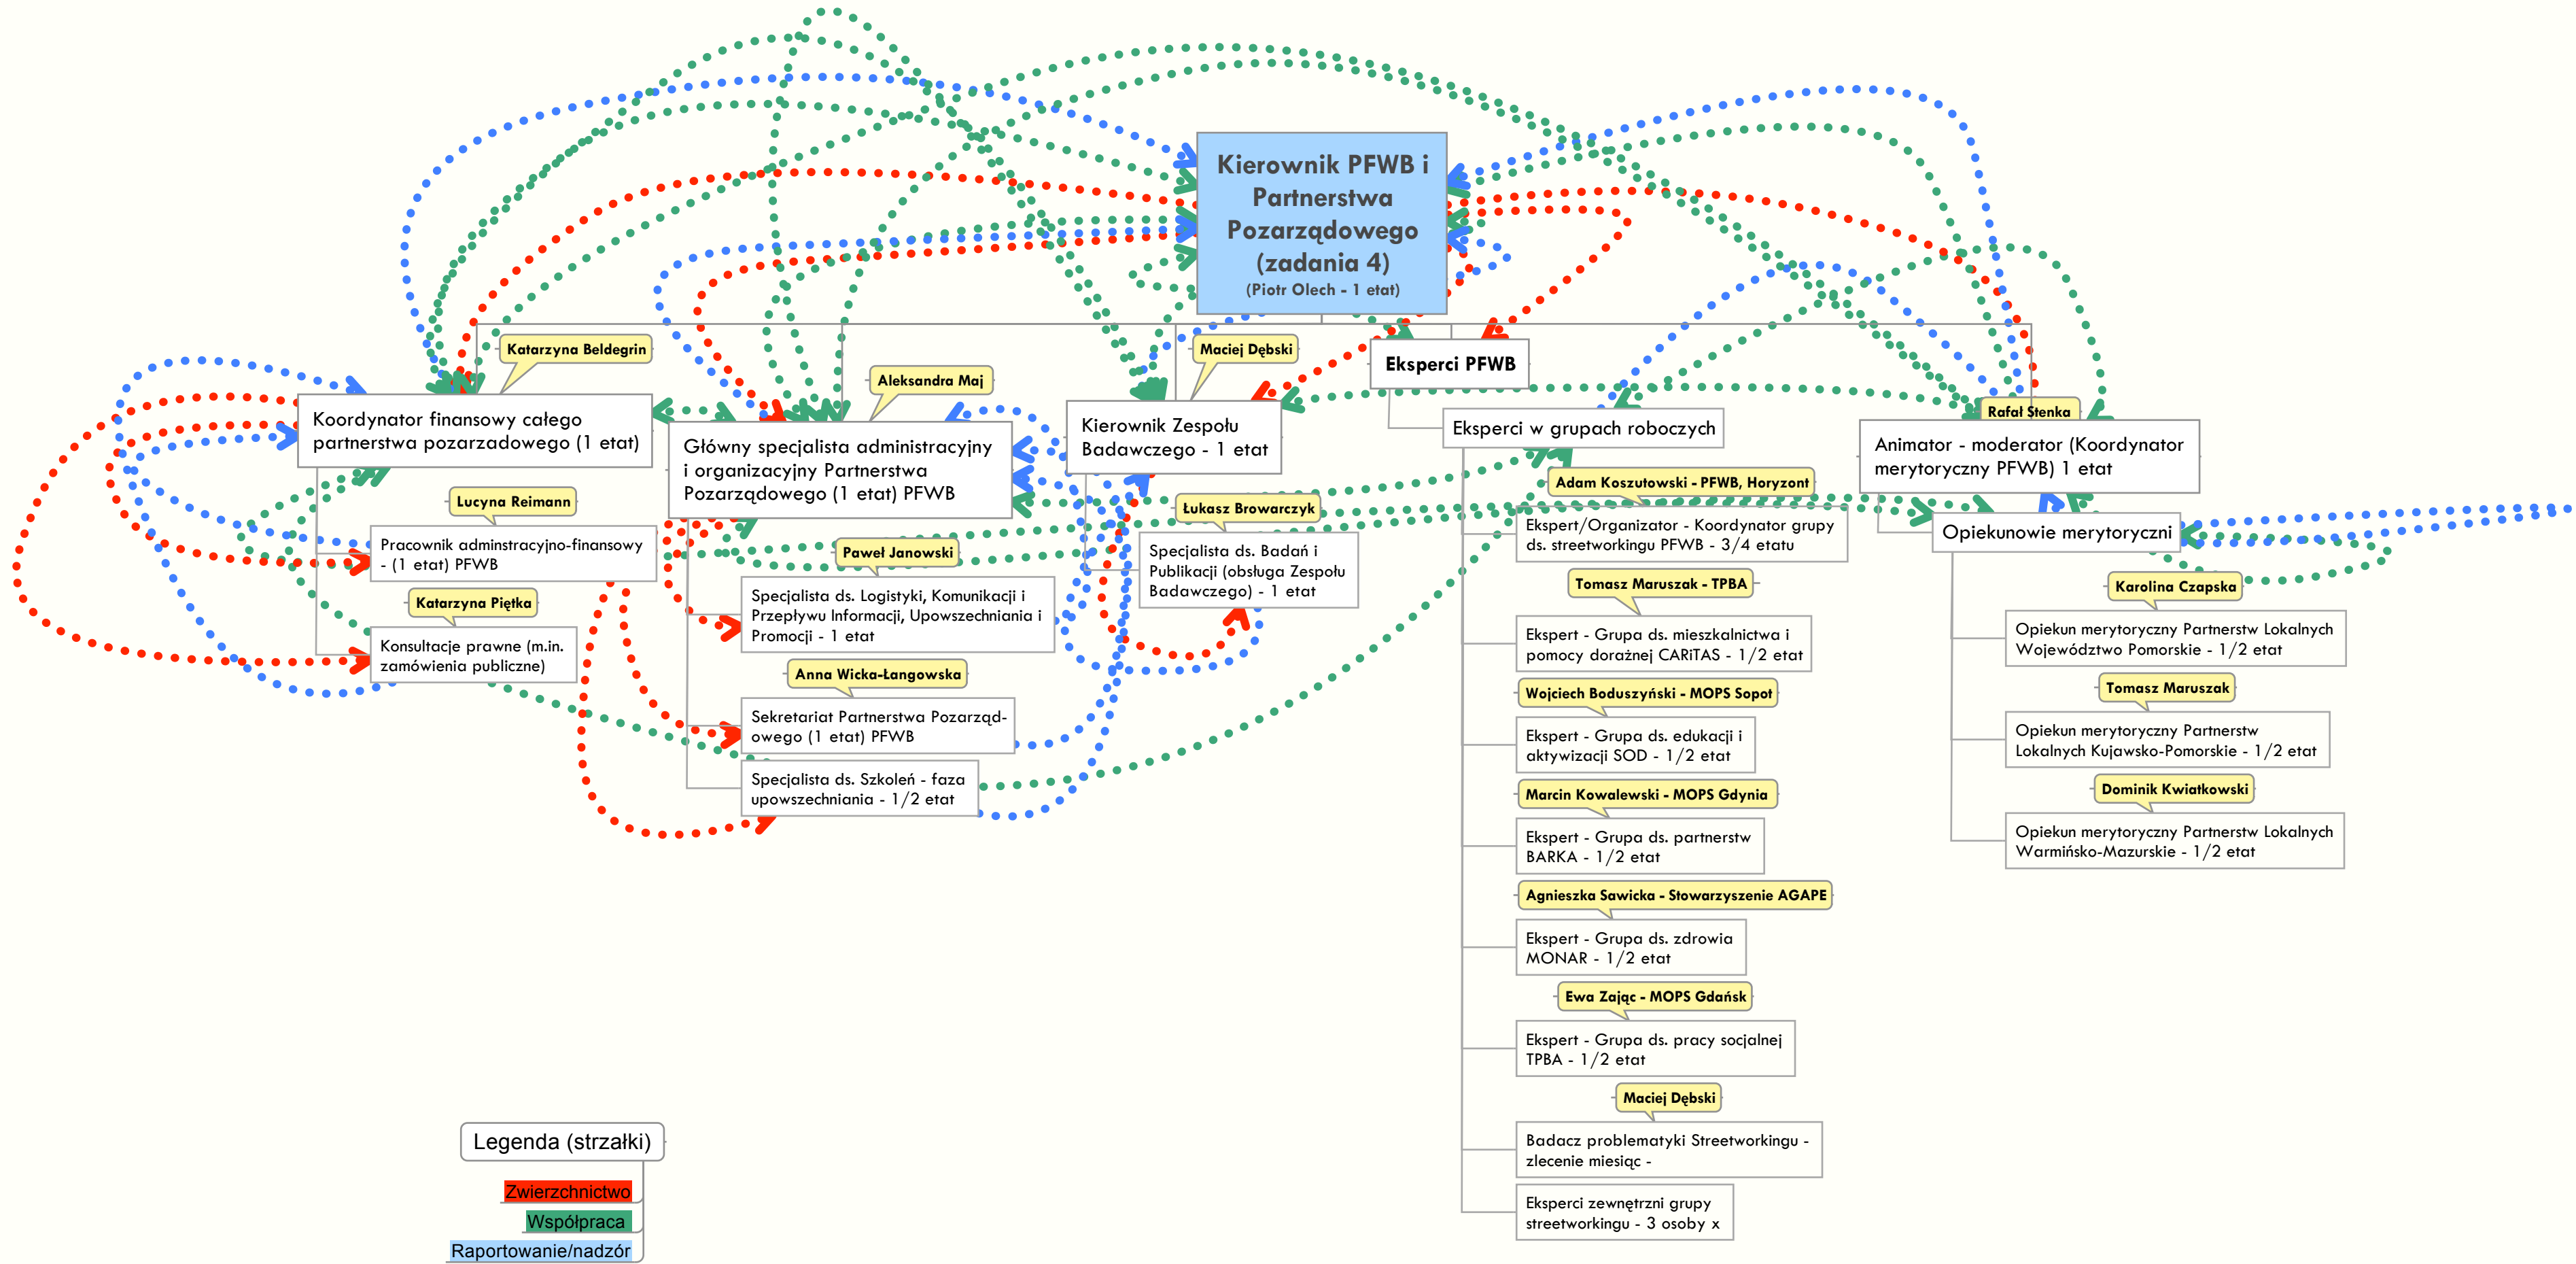 Kierownik PFWB i
Partnerstwa
Pozarządowego
(zadania 4)
(Piotr Olech - 1 etat)
Katarzyna Beldegrin
Koordynator finansowy całego
partnerstwa pozarzadowego (1 etat)
Lucyna Reimann
Pracownik adminstracyjno-finansowy
- (1 etat) PFWB
Katarzyna Piętka
Konsultacje prawne (m.in.
zamówienia publiczne)
Aleksandra Maj
Główny specjalista administracyjny
i organizacyjny Partnerstwa
Pozarządowego (1 etat) PFWB
Paweł Janowski
Specjalista ds. Logistyki, Komunikacji i
Przepływu Informacji, Upowszechniania i
Promocji - 1 etat
Anna Wicka-Łangowska
Sekretariat Partnerstwa Pozarząd-
owego (1 etat) PFWB
Specjalista ds. Szkoleń - faza
upowszechniania - 1/2 etat
Maciej Dębski
Kierownik Zespołu
Badawczego - 1 etat
Łukasz Browarczyk
Specjalista ds. Badań i
Publikacji (obsługa Zespołu
Badawczego) - 1 etat
Eksperci PFWB
Eksperci w grupach roboczych
Adam Koszutowski - PFWB, Horyzont
Ekspert/Organizator - Koordynator grupy
ds. streetworkingu PFWB - 3/4 etatu
Tomasz Maruszak - TPBA
Ekspert - Grupa ds. mieszkalnictwa i
pomocy dorażnej CARiTAS - 1/2 etat
Wojciech Boduszyński - MOPS Sopot
Ekspert - Grupa ds. edukacji i
aktywizacji SOD - 1/2 etat
Marcin Kowalewski - MOPS Gdynia
Ekspert - Grupa ds. partnerstw
BARKA - 1/2 etat
Agnieszka Sawicka - Stowarzyszenie AGAPE
Ekspert - Grupa ds. zdrowia
MONAR - 1/2 etat
Ewa Zając - MOPS Gdańsk
Ekspert - Grupa ds. pracy socjalnej
TPBA - 1/2 etat
Maciej Dębski
Badacz problematyki Streetworkingu -
zlecenie miesiąc -
Eksperci zewnętrzni grupy
streetworkingu - 3 osoby x
Rafał Stenka
Animator - moderator (Koordynator
merytoryczny PFWB) 1 etat
Opiekunowie merytoryczni
Karolina Czapska
Opiekun merytoryczny Partnerstw Lokalnych
Województwo Pomorskie - 1/2 etat
Tomasz Maruszak
Opiekun merytoryczny Partnerstw
Lokalnych Kujawsko-Pomorskie - 1/2 etat
Dominik Kwiatkowski
Opiekun merytoryczny Partnerstw Lokalnych
Warmińsko-Mazurskie - 1/2 etat
Legenda (strzałki)
Zwierzchnictwo
Współpraca
Raportowanie/nadzór